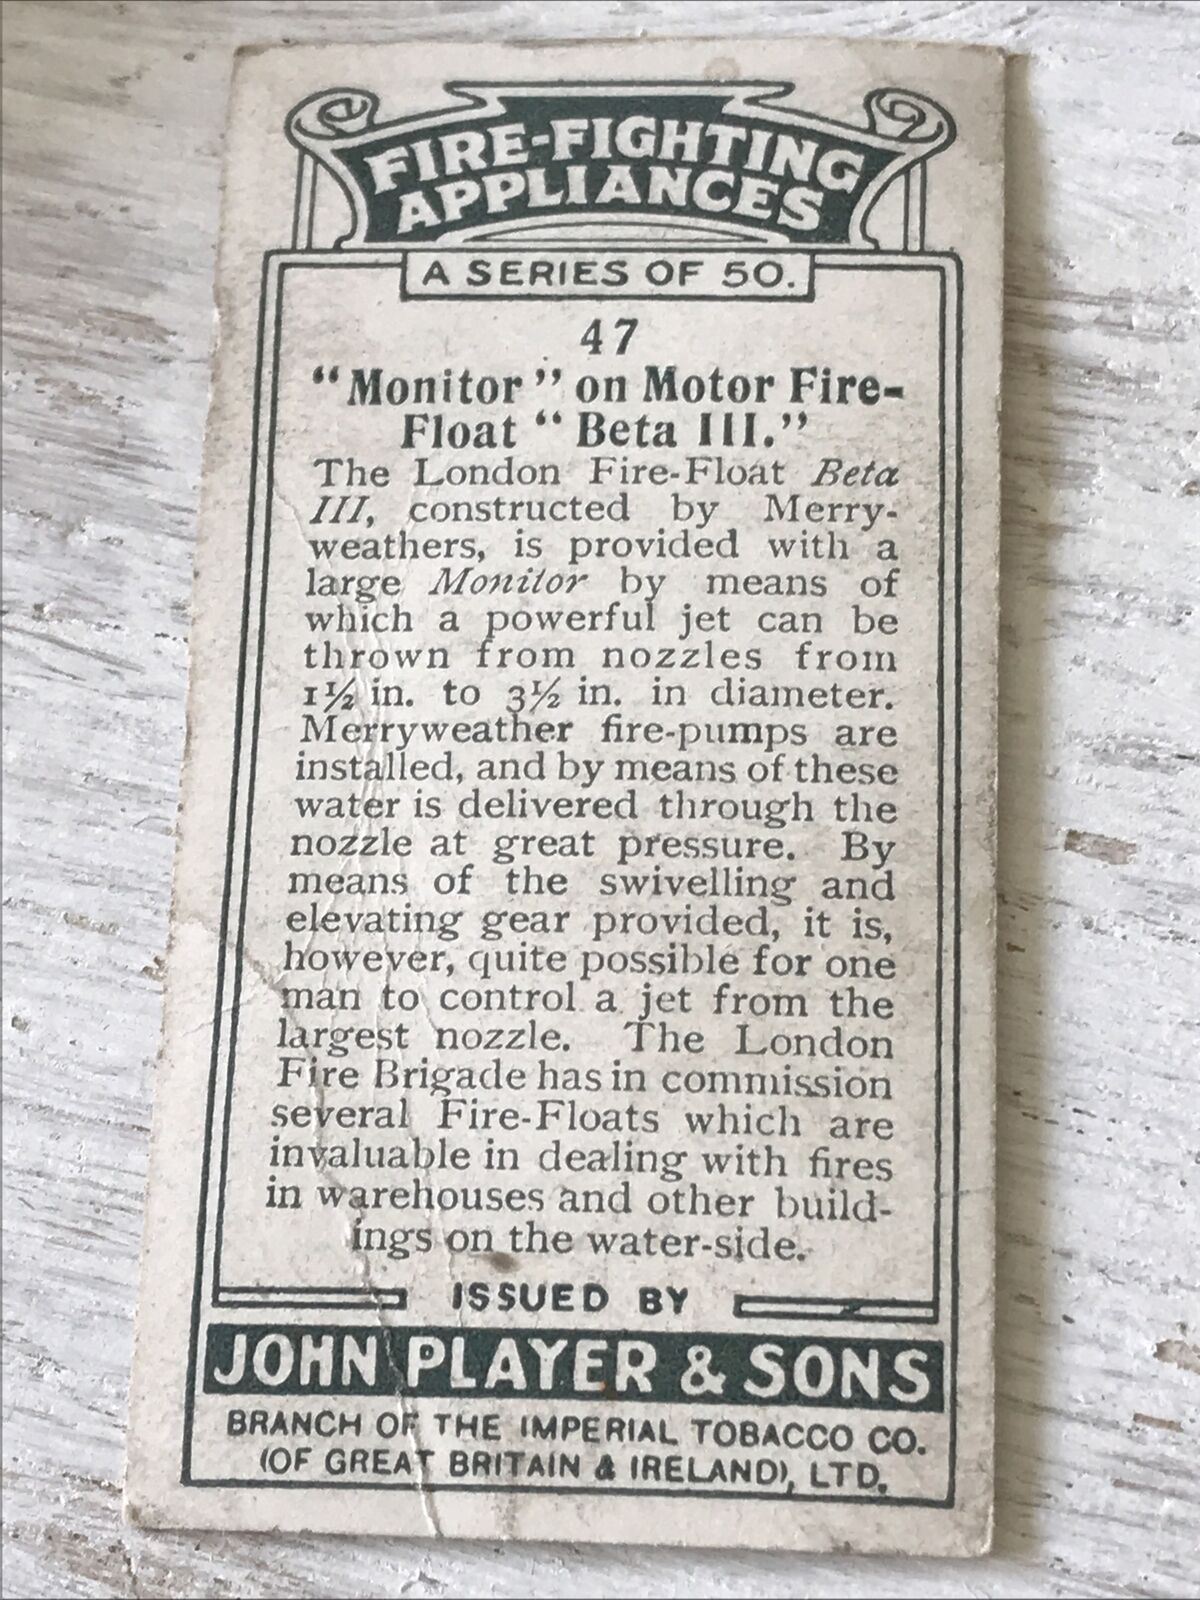 FIRE-FIGHTING
APPLIANCES
A SERIES OF 50.
47
“Monitor” on Motor Fire-
Float “Beta III.”
The London Fire-Float Beta
III, constructed by Merry-
weathers, is provided with a
large Monitor by means of
which a powerful jet can be
thrown from nozzles from
1½ in. to 3½ in. in diameter.
Merryweather fire-pumps are
installed, and by means of these
water is delivered through the
nozzle at great pressure. By
means of the swivelling and
elevating gear provided, it is,
however, quite possible for one
man to control a jet from the
largest nozzle. The London
Fire Brigade has in commission
several Fire-Floats which are
invaluable in dealing with fires
in warehouses and other build-
ings on the water-side.
ISSUED BY
JOHN PLAYER & SONS
BRANCH OF THE IMPERIAL TOBACCO CO.
(OF GREAT BRITAIN & IRELAND), LTD.